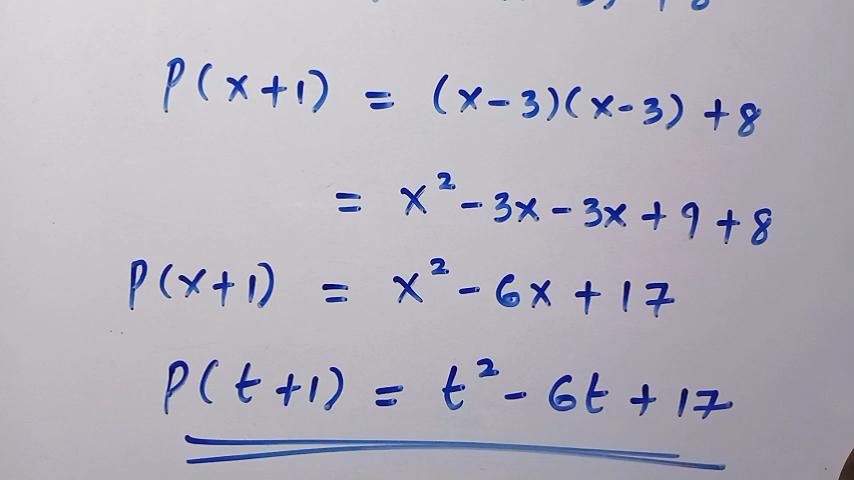 P(x+1) = (x-3)(x-3) + 8
= x² - 3x - 3x + 9 + 8
P(x+1) = x² - 6x + 17
P(t+1) = t² - 6t + 17